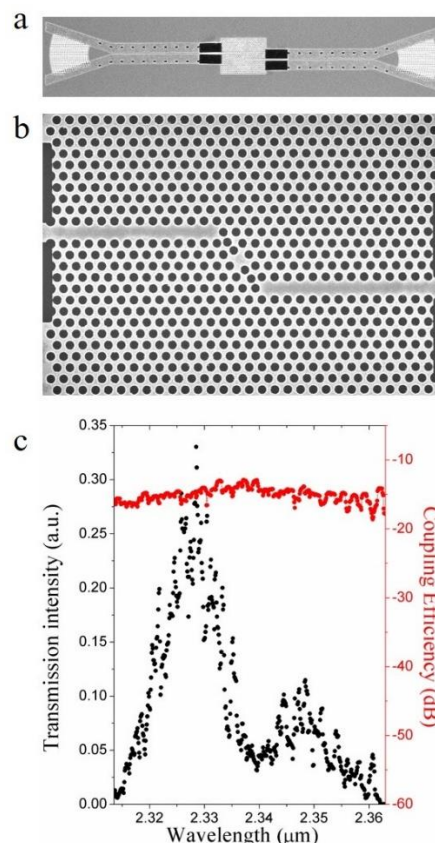 a
b
c
0.35
0.30
0.25
0.20
0.15
0.10
0.05
0.00
Transmission intensity (a.u.)
-10
-20
-30
-40
-50
-60
Coupling Efficiency (dB)
2.32 2.33 2.34 2.35 2.36
Wavelength (μm)